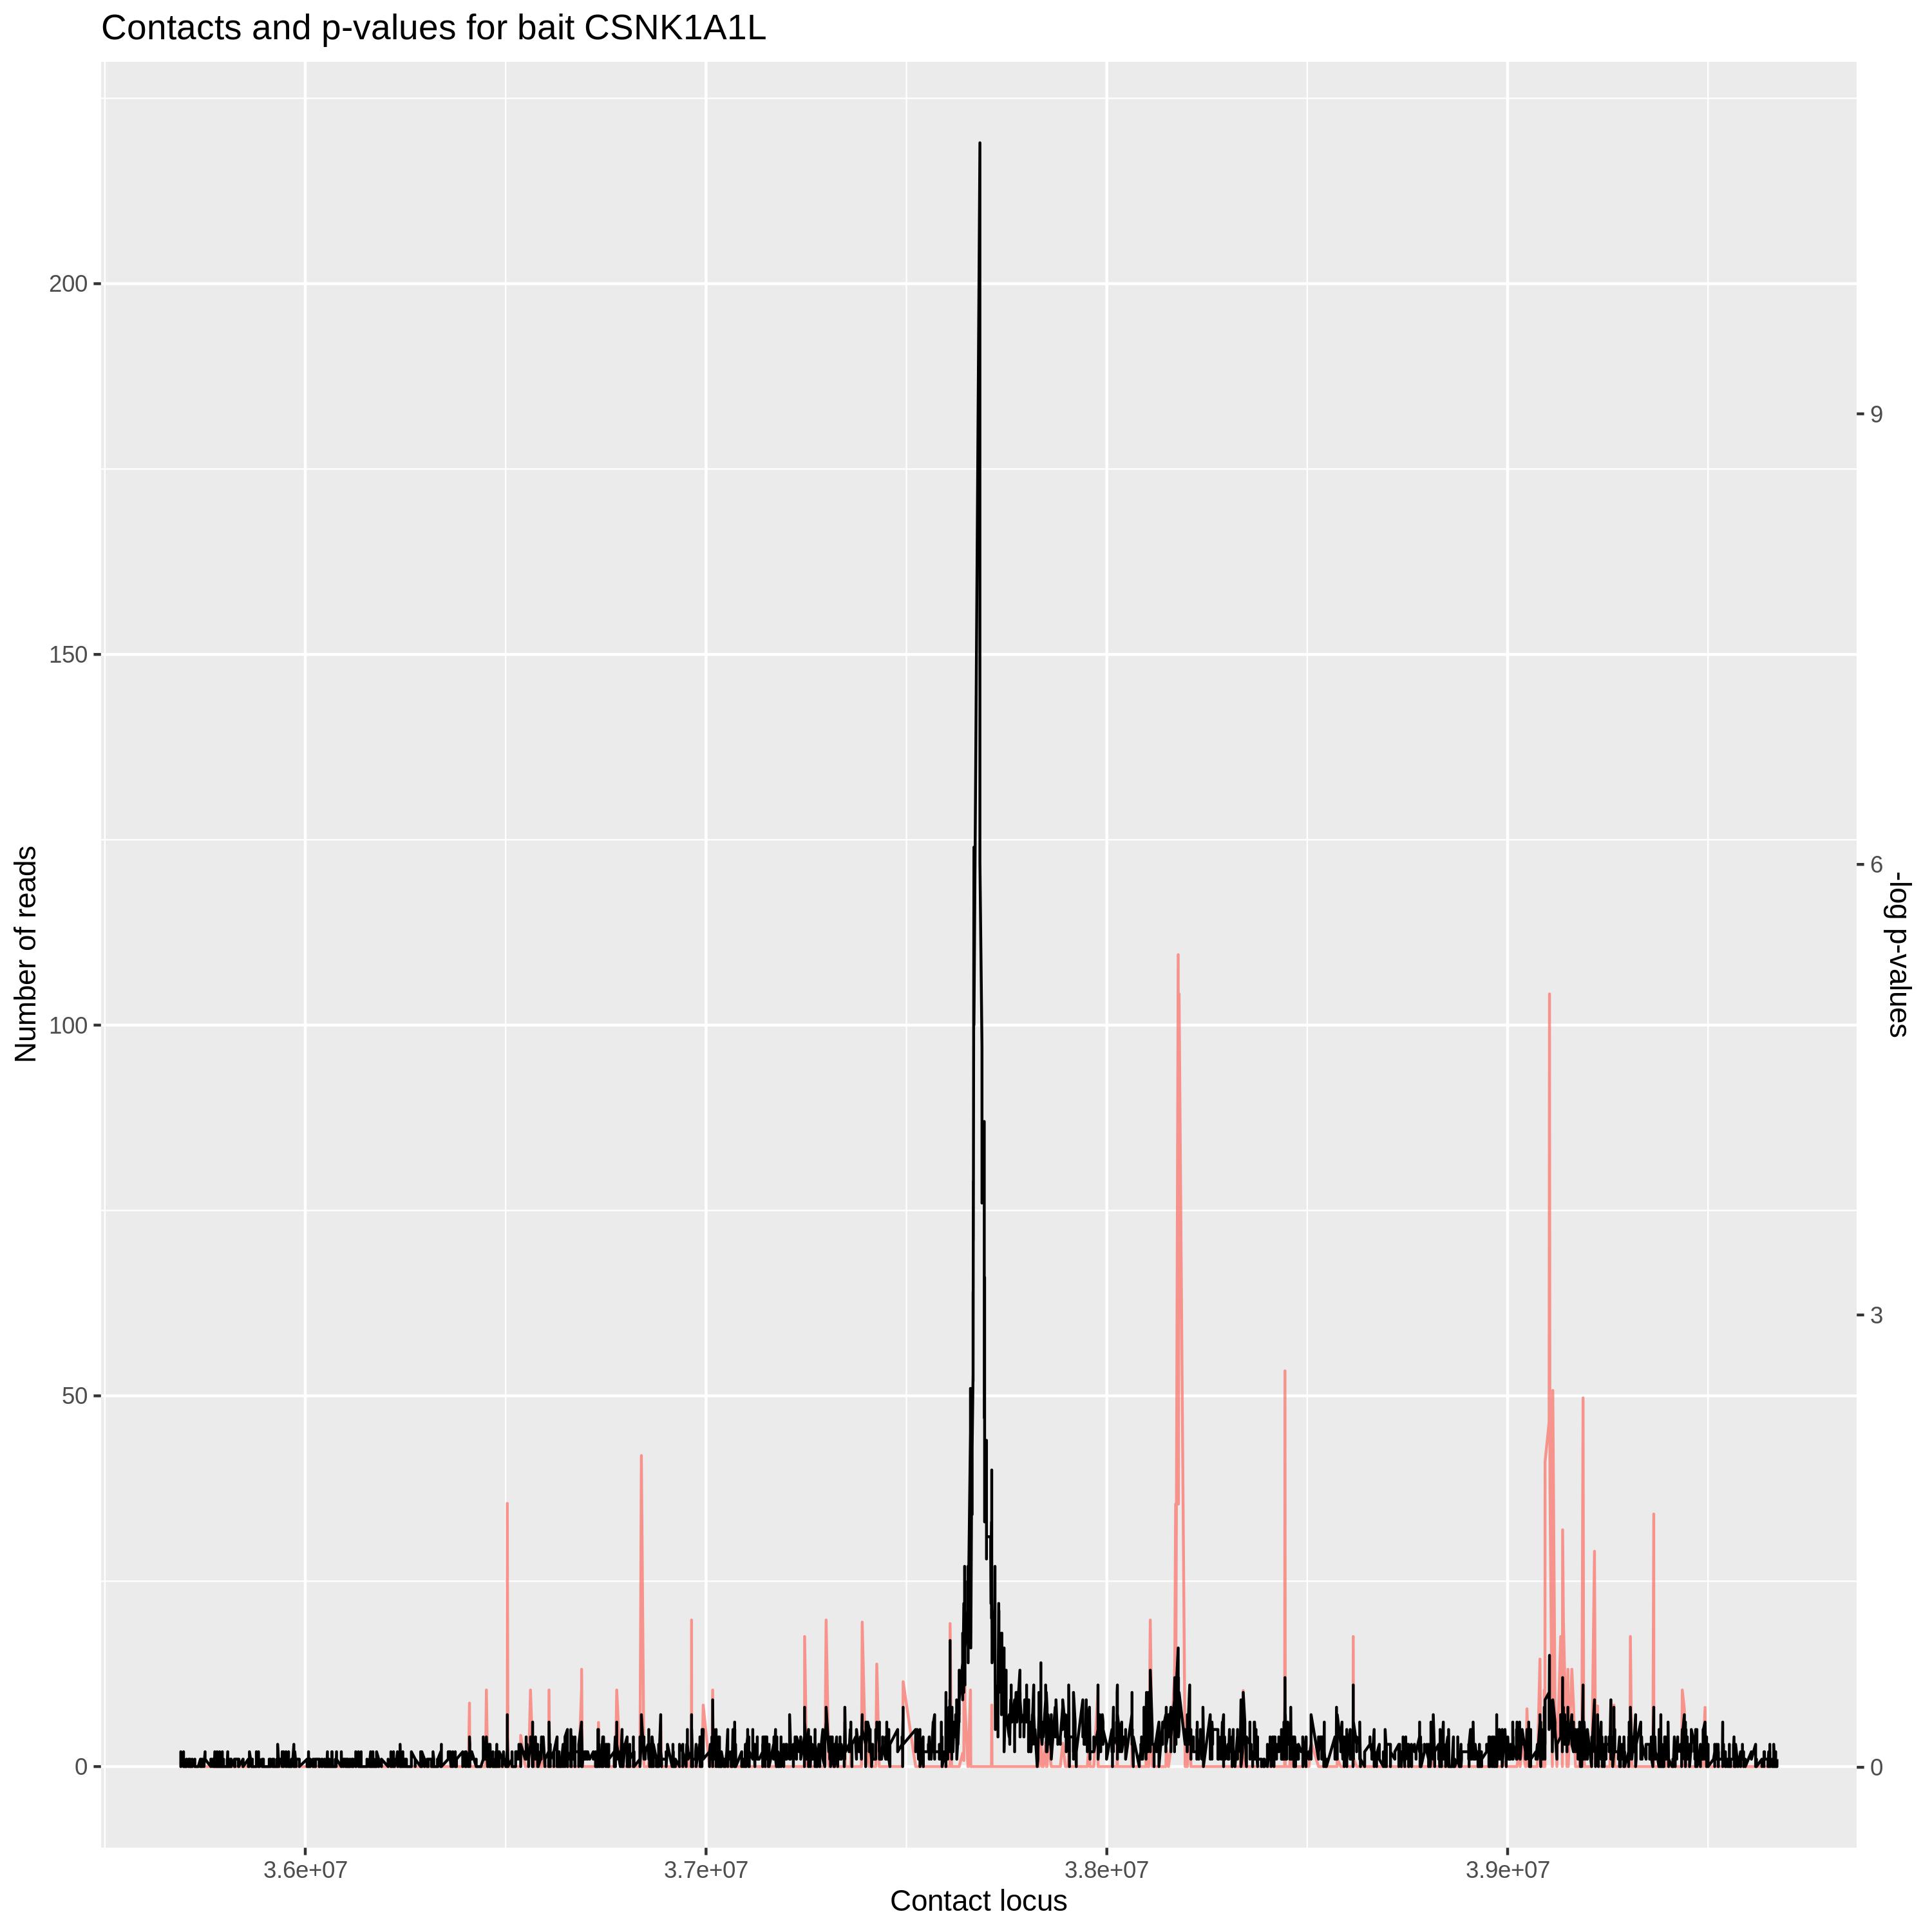 Contacts and p-values for bait CSNK1A1L
200
150
100
50
0
Number of reads
9
6
3
0
-log p-values
3.6e+07 3.7e+07 3.8e+07 3.9e+07
Contact locus